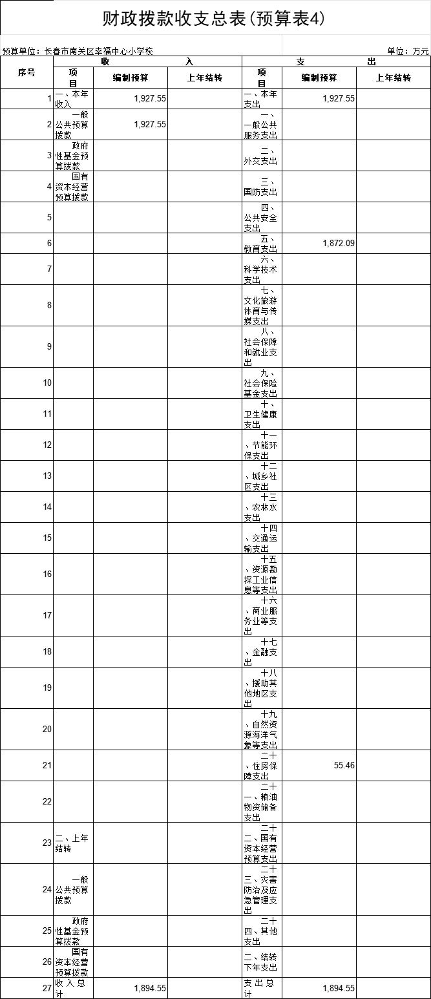 财政拨款收支总表(预算表4)
预算单位：长春市南关区幸福中心小学校 单位：万元
序号 收 入 支 出
项目 编制预算 上年结转 项目 编制预算 上年结转
1 一、本年收入 1,927.55 一、本年支出 1,927.55
2 一般公共预算拨款 1,927.55 一、一般公共服务支出
3 政府性基金预算拨款 二、外交支出
4 国有资本经营预算拨款 三、国防支出
5 四、公共安全支出
6 五、教育支出 1,872.09
7 六、科学技术支出
8 七、文化旅游体育与传媒支出
9 八、社会保障和就业支出
10 九、社会保险基金支出
11 十、卫生健康支出
12 十一、节能环保支出
13 十二、城乡社区支出
14 十三、农林水支出
15 十四、交通运输支出
16 十五、资源勘探工业信息等支出
17 十六、商业服务业等支出
18 十七、金融支出
19 十八、援助其他地区支出
20 十九、自然资源海洋气象等支出
21 二十、住房保障支出 55.46
22 二十一、粮油物资储备支出
23 二、上年结转 二十二、国有资本经营预算支出
24 一般公共预算拨款 二十三、灾害防治及应急管理支出
25 政府性基金预算拨款 二十四、其他支出
26 国有资本经营预算拨款 二、结转下年支出
27 收入总计 1,894.55 支出总计 1,894.55